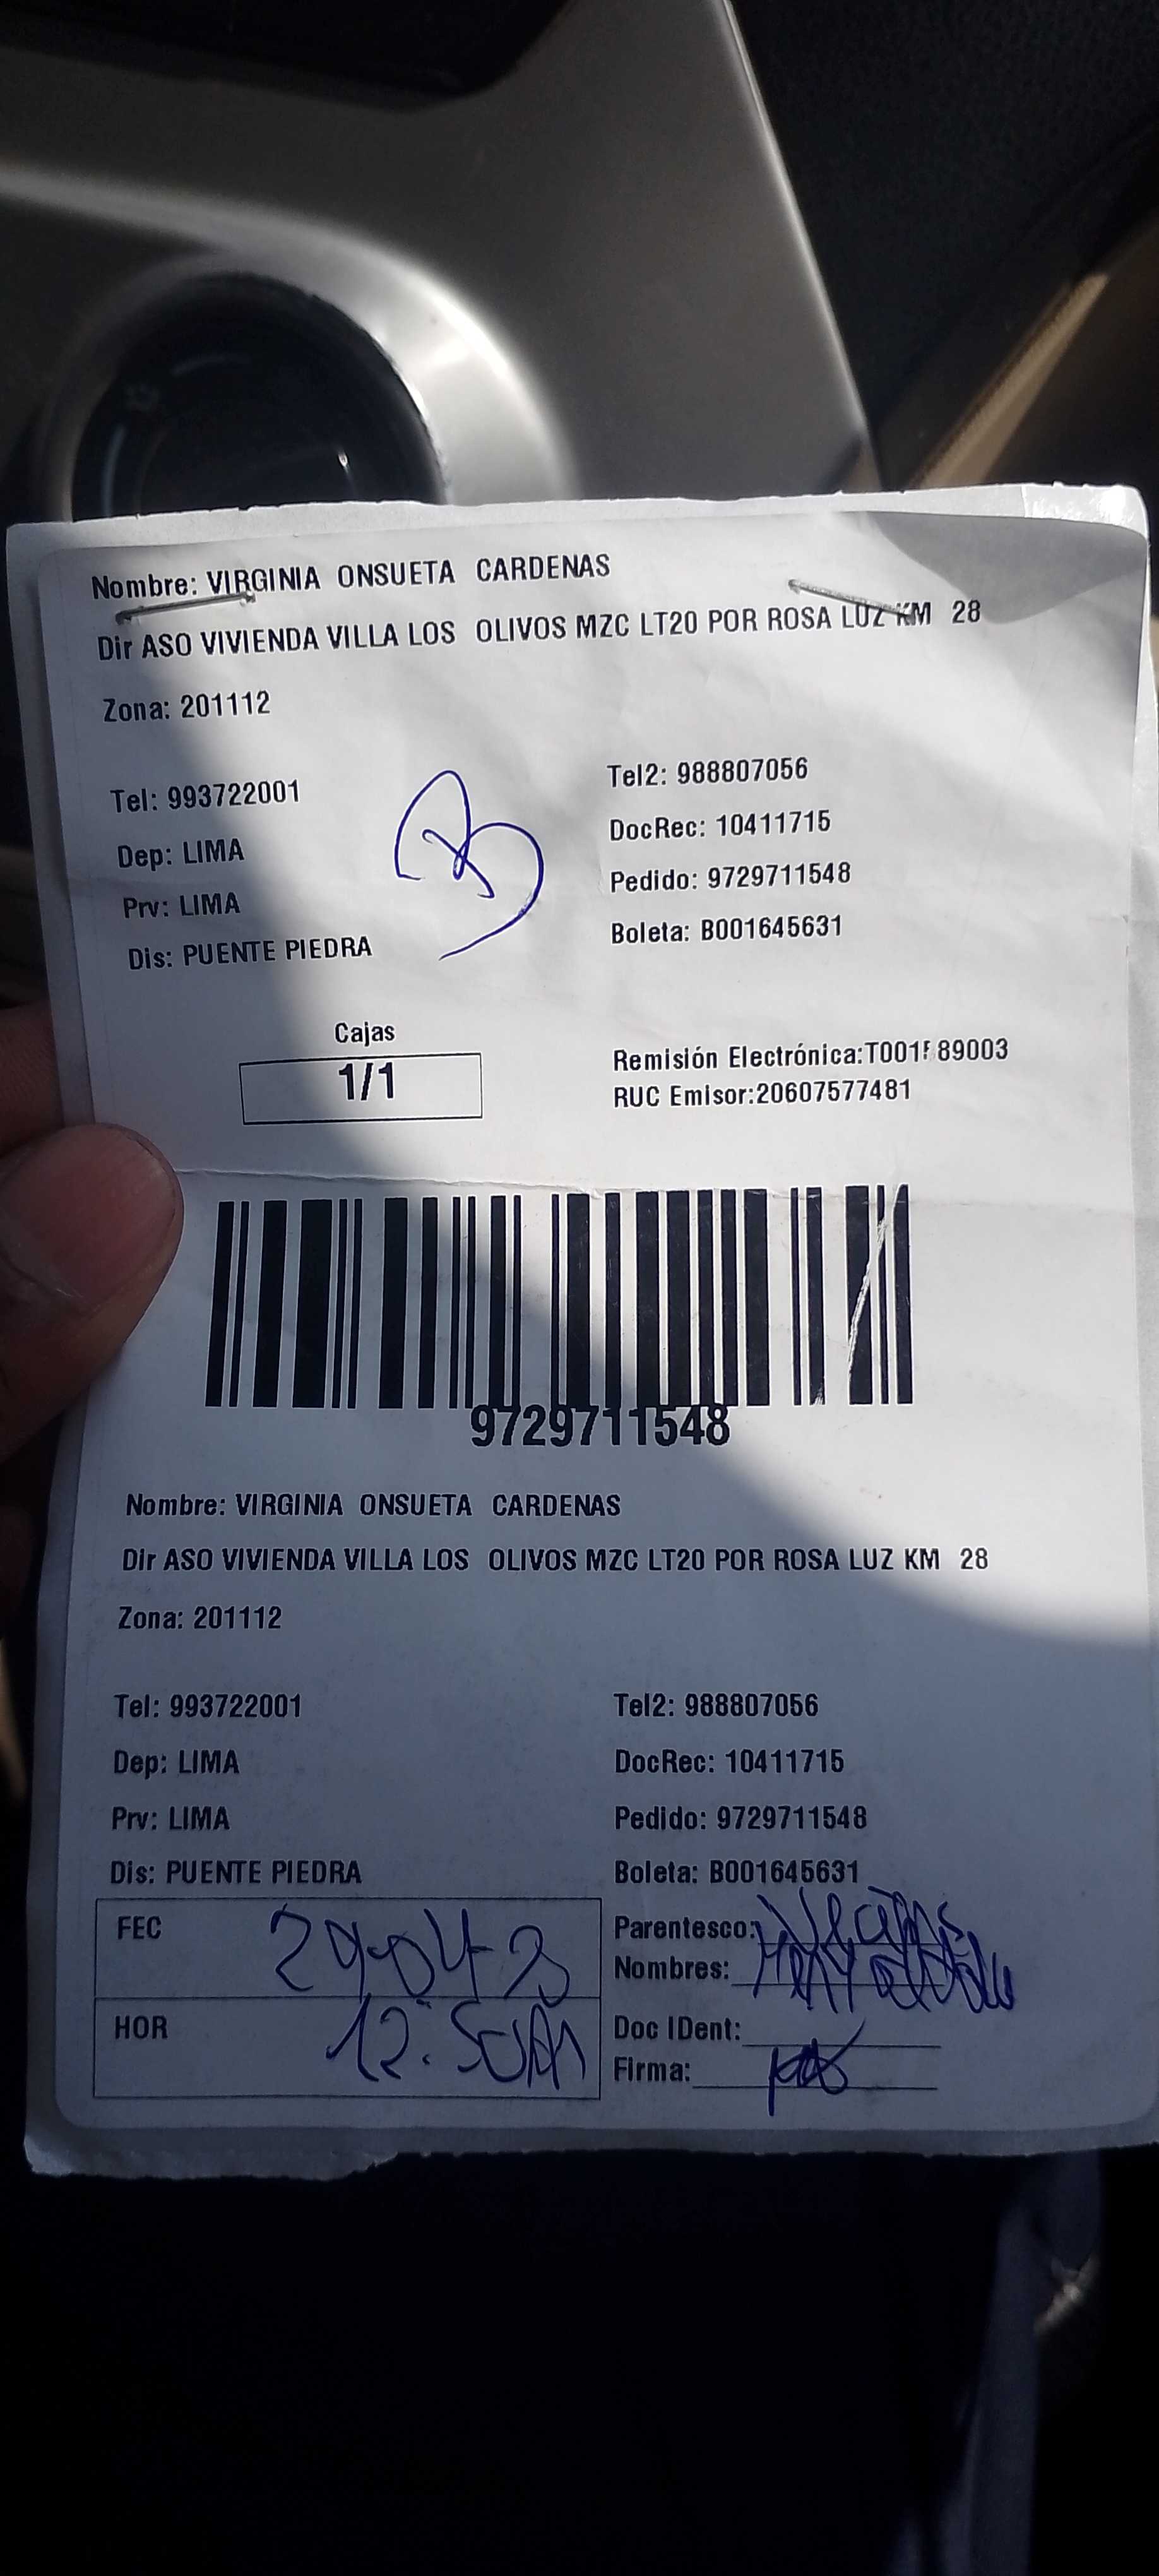 Nombre: VIRGINIA ONSUETA CARDENAS
Dir ASO VIVIENDA VILLA LOS OLIVOS MZC LT20 POR ROSA LUZ KM 28
Zona: 201112
Tel: 993722001
Tel2: 988807056
Dep: LIMA
DocRec: 10411715
Prv: LIMA
Pedido: 9729711548
Dis: PUENTE PIEDRA
Boleta: B001645631
Cajas
1/1
Remisión Electrónica:T001 89003
RUC Emisor:20607577481
9729711548
Nombre: VIRGINIA ONSUETA CARDENAS
Dir ASO VIVIENDA VILLA LOS OLIVOS MZC LT20 POR ROSA LUZ KM 28
Zona: 201112
Tel: 993722001
Tel2: 988807056
Dep: LIMA
DocRec: 10411715
Prv: LIMA
Pedido: 9729711548
Dis: PUENTE PIEDRA
Boleta: B001645631
FEC
Parentesco:
Nombres:
HOR
Doc IDent:
Firma: